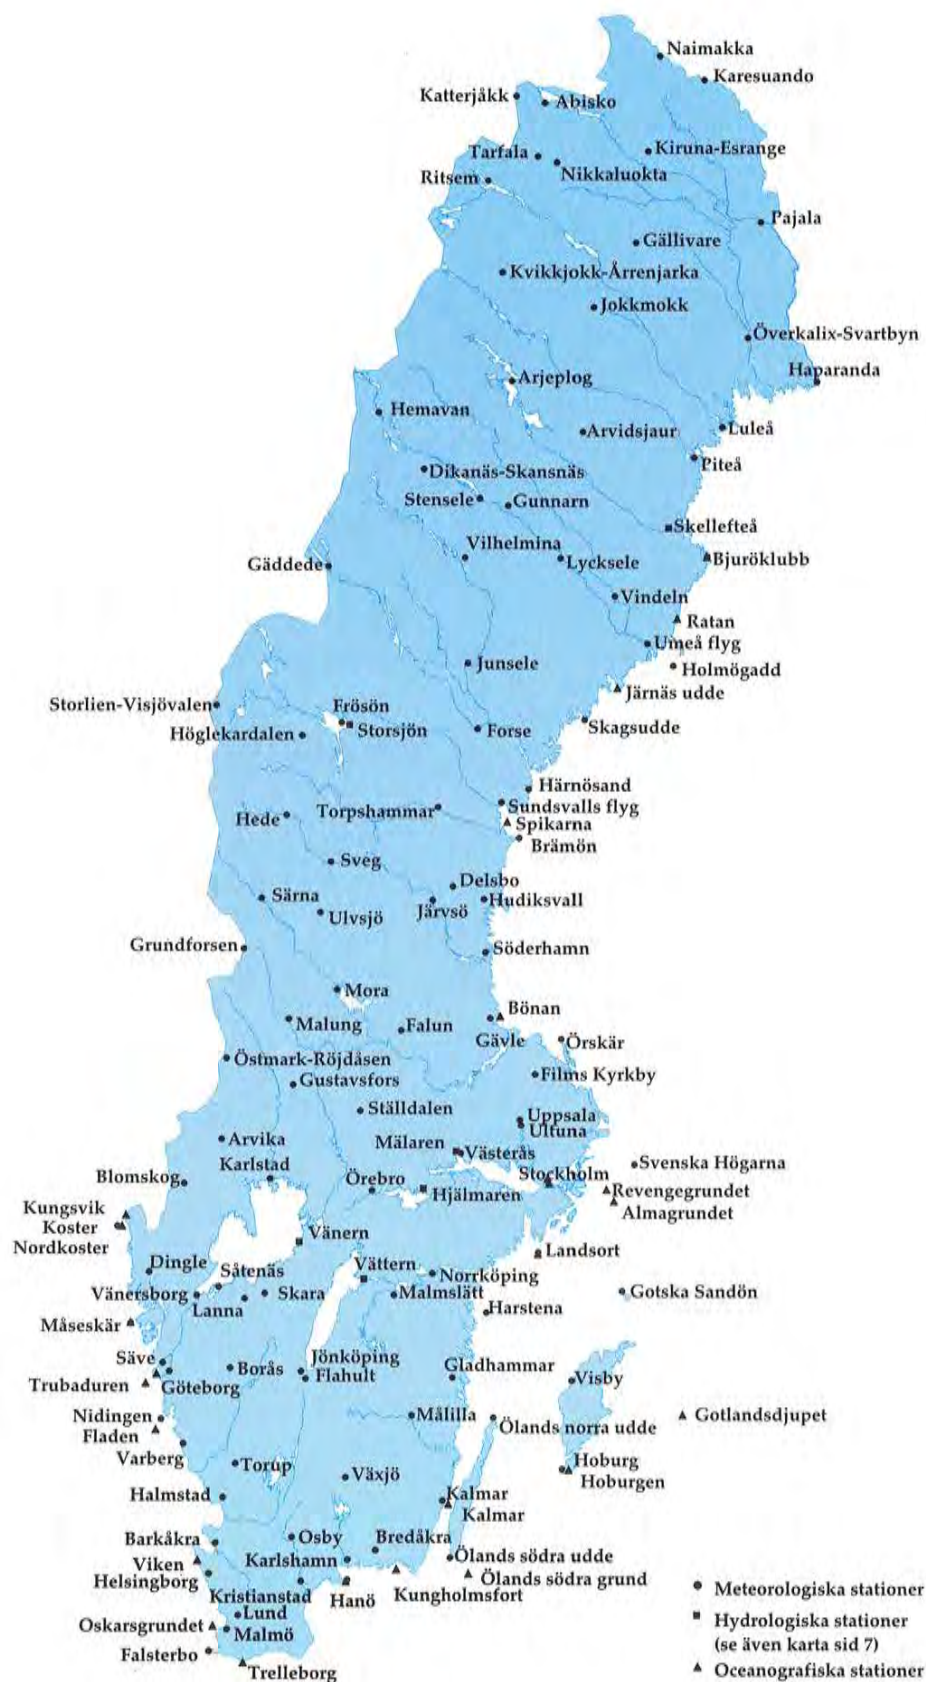 Naimakka
Karesuando
Katterjåkk
Abisko
Tarfala
Kiruna-Esrange
Ritsem
Nikkaluokta
Pajala
Gällivare
Kvikkjokk-Årrenjarka
Jokkmokk
Överkalix-Svartbyn
Haparanda
Arjeplog
Hemavan
Arvidsjaur
Luleå
Piteå
Dikanäs-Skansnäs
Stensele
Gunnarn
Skellefteå
Vilhelmina
Lycksele
Bjuröklubb
Gäddede
Vindeln
Ratan
Umeå flyg
Junsele
Holmögadd
Järnäs udde
Storlien-Visjövalen
Frösön
Storsjön
Forse
Skagsudde
Höglekardalen
Härnösand
Sundsvalls flyg
Torpshammar
Hede
Spikarna
Brämön
Sveg
Delsbo
Särna
Hudiksvall
Järvsö
Ulvsjö
Grundforsen
Söderhamn
Mora
Bönan
Malung
Falun
Gävle
Örskär
Östmark-Röjdåsen
Films Kyrkby
Gustavsfors
Ställdalen
Uppsala
Ultuna
Arvika
Mälaren
Västerås
Karlstad
Svenska Högarna
Blomskog
Örebro
Stockholm
Hjälmaren
Revengegrundet
Kungsvik
Almagrundet
Koster
Nordkoster
Vänern
Landsort
Dingle
Såtenäs
Vättern
Norrköping
Vänersborg
Skara
Malmslätt
Gotska Sandön
Lanna
Harstena
Måseskär
Säve
Jönköping
Borås
Gladhammar
Flahult
Visby
Trubaduren
Göteborg
Nidingen
Målilla
Gotlandsdjupet
Ölands norra udde
Fladen
Varberg
Torup
Hoburg
Växjö
Hoburgen
Halmstad
Kalmar
Kalmar
Barkåkra
Osby
Bredåkra
Viken
Karlshamn
Ölands södra udde
Helsingborg
Kungholmsfort
Ölands södra grund
Kristianstad
Hanö
Meteorologiska stationer
Lund
Oskarsgrundet
Malmö
Hydrologiska stationer
(se även karta sid 7)
Falsterbo
Trelleborg
Oceanografiska stationer